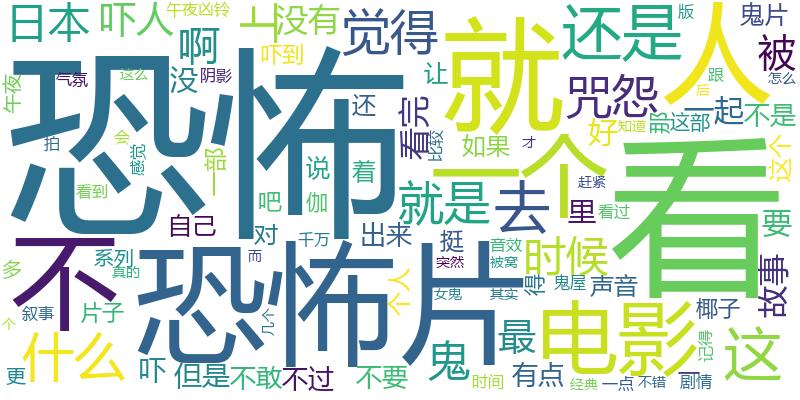 日本
吓人
午夜凶铃
上
没有
觉得
还是
人
版
鬼片
被
啊
吓到
没
阴影
气氛
这么
午夜
恐怖
就
让
还
看完
咒怨
一起
跟
后
怎么
那
这部
不是
好
知道
拍
会
感觉
一部
说
着
比较
如果
才
一个
看
这个
看到
吧
伽
就是
去
里
赶紧
看过
要
自己
对
千万
出来
挺
音效
被窝
时候
不
系列
真的
而
恐怖片
个人
突然
女鬼
其实
得
鬼屋
声音
故事
多
叙事
片子
几个
椰子
个
什么
最
电影
记得
这
更
吓
但是
不敢
不过
不要
鬼
时间
有点
经典
一点
不错
剧情